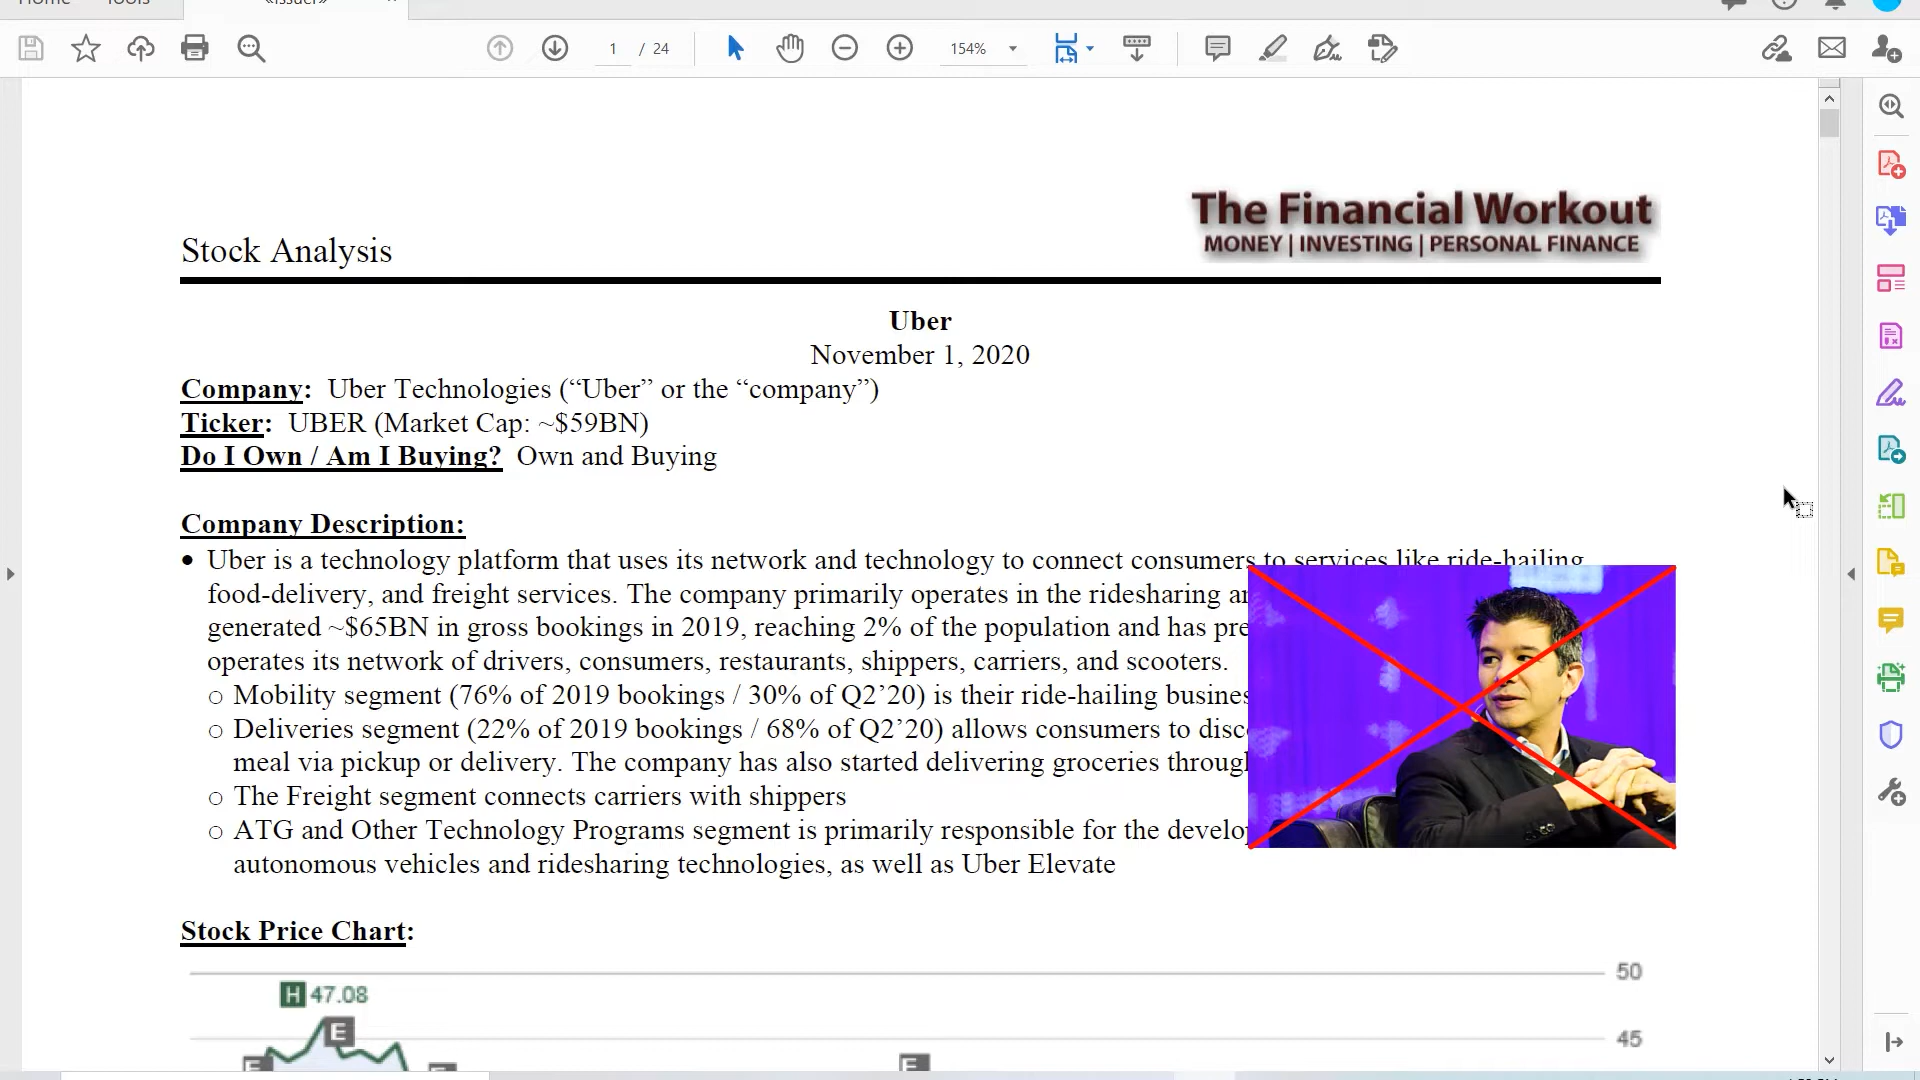 1 / 24
154%
The Financial Workout
MONEY | INVESTING | PERSONAL FINANCE
Stock Analysis
Uber
November 1, 2020
Company: Uber Technologies (“Uber” or the “company”)
Ticker: UBER (Market Cap: ~$59BN)
Do I Own / Am I Buying? Own and Buying
Company Description:
• Uber is a technology platform that uses its network and technology to connect consumers to services like ride-hailing
food-delivery, and freight services. The company primarily operates in the ridesharing
generated ~$65BN in gross bookings in 2019, reaching 2% of the population and has
operates its network of drivers, consumers, restaurants, shippers, carriers, and scooters.
○ Mobility segment (76% of 2019 bookings / 30% of Q2’20) is their ride-hailing
○ Deliveries segment (22% of 2019 bookings / 68% of Q2’20) allows consumers to
meal via pickup or delivery. The company has also started delivering groceries
○ The Freight segment connects carriers with shippers
○ ATG and Other Technology Programs segment is primarily responsible for the
autonomous vehicles and ridesharing technologies, as well as Uber Elevate
Stock Price Chart:
50
H 47.08
E
45